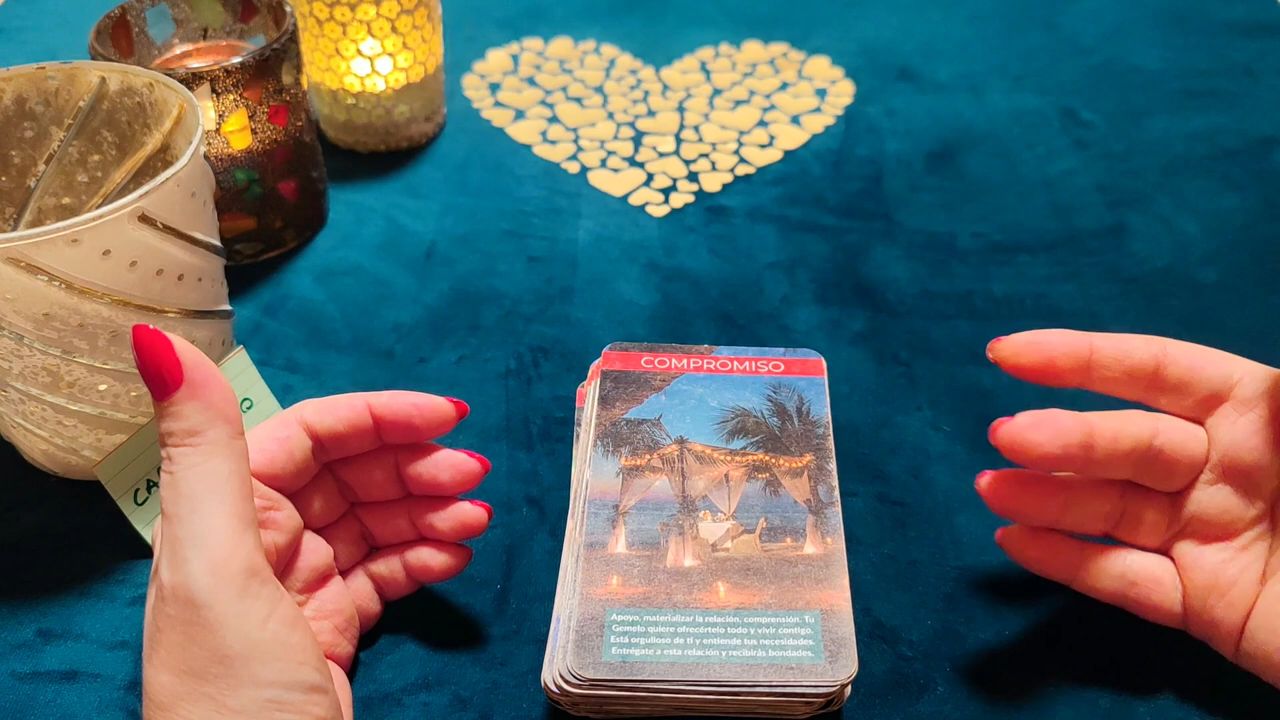 COMPROMISO
Apoyo, materializar la relación, comprensión. Tu
Gemelo quiere ofrecértelo todo y vivir contigo.
Está orgulloso de ti y entiende tus necesidades.
Entrégate a esta relación y recibirás bondades.